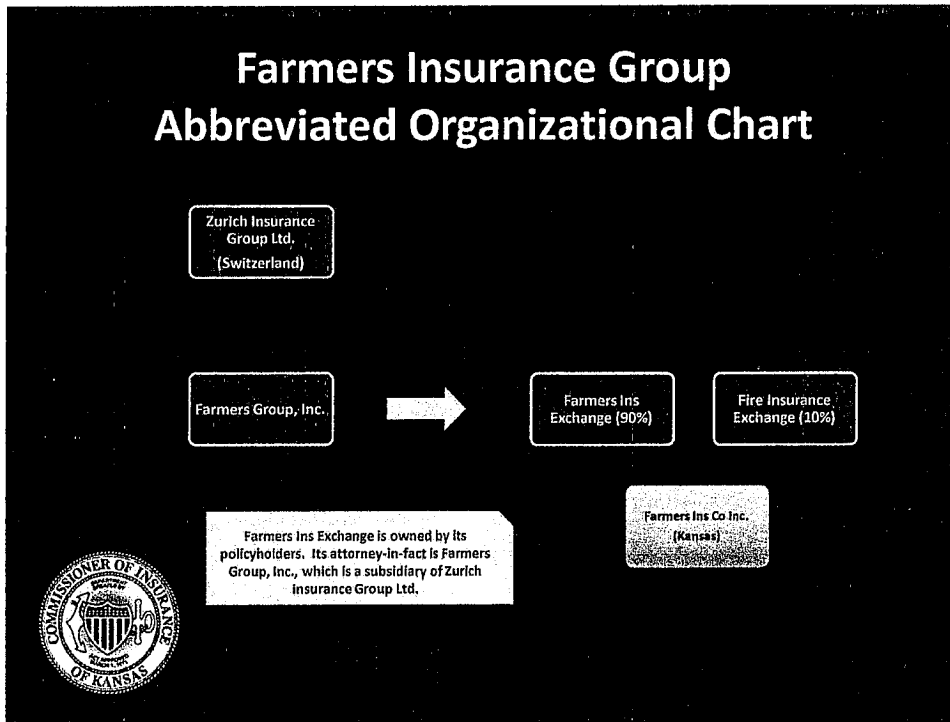 Farmers Insurance Group
Abbreviated Organizational Chart
Zurich Insurance
Group Ltd.
(Switzerland)
Farmers Group, Inc.
Farmers Ins
Exchange (90%)
Fire Insurance
Exchange (10%)
Farmers Ins Co Inc.
(Kansas)
Farmers Ins Exchange is owned by its
policyholders. Its attorney-in-fact is Farmers
Group, Inc., which is a subsidiary of Zurich
Insurance Group Ltd.
COMMISSIONER OF INSURANCE
OF KANSAS